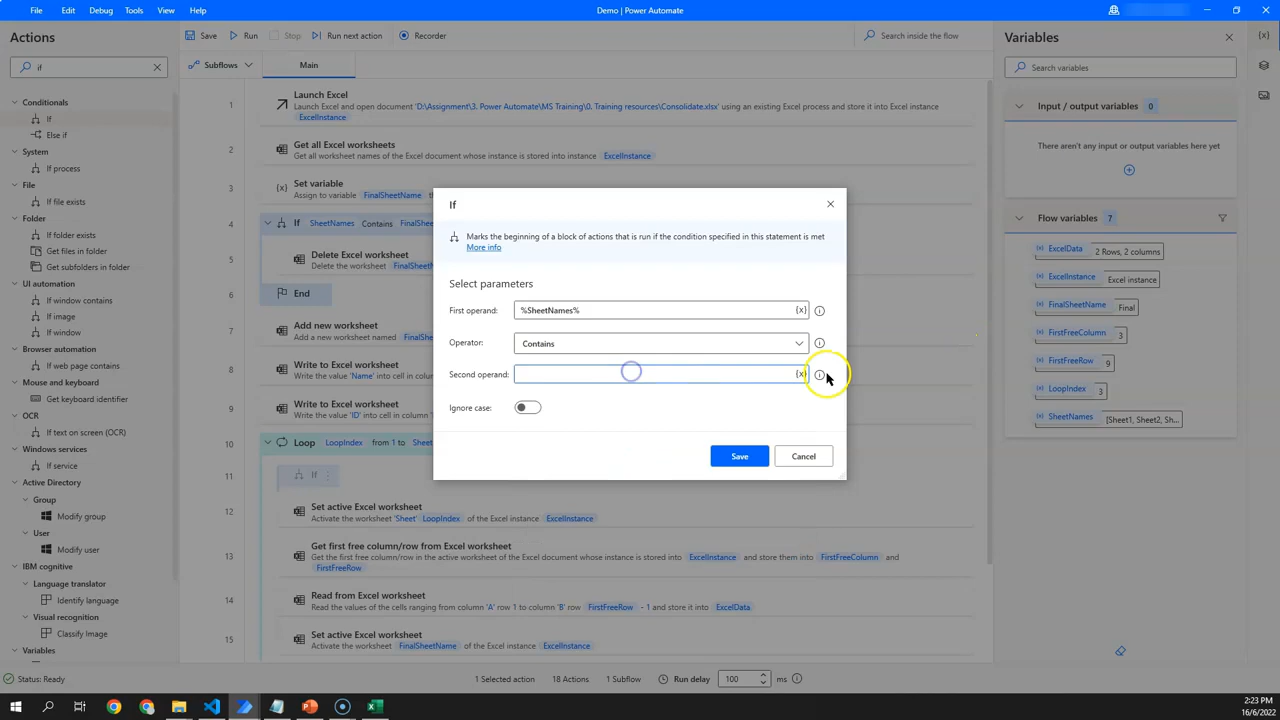 File Edit Debug Tools View Help Demo | Power Automate
Actions
if
Conditionals
If
Else if
System
If process
File
If file exists
Folder
If folder exists
Get files in folder
Get subfolders in folder
UI automation
If window contains
If image
If window
Browser automation
If web page contains
Mouse and keyboard
Get keyboard identifier
OCR
If text on screen (OCR)
Windows services
If service
Active Directory
Group
Modify group
User
Modify user
IBM cognitive
Language translator
Identify language
Visual recognition
Classify Image
Variables
Save Run Stop Run next action Recorder Search inside the flow
Subflows Main
1 Launch Excel
Launch Excel and open document 'D:\Assignment\3. Power Automate\MS Training\0. Training resources\Consolidate.xlsx' using an existing Excel process and store it into Excel instance
ExcelInstance
2 Get all Excel worksheets
Get all worksheet names of the Excel document whose instance is stored into instance ExcelInstance
3 Set variable
Assign to variable FinalSheetName
4 If SheetNames Contains
5 Delete Excel worksheet
Delete the worksheet
6 End
7 Add new worksheet
Add a new worksheet named
8 Write to Excel worksheet
Write the value 'Name' into cell in
9 Write to Excel worksheet
Write the value 'ID' into cell in
10 Loop LoopIndex from 1 to
11 If
12 Set active Excel worksheet
Activate the worksheet 'Sheet' LoopIndex of the Excel instance ExcelInstance
13 Get first free column/row from Excel worksheet
Get the first free column/row in the active worksheet of the Excel document whose instance is stored into ExcelInstance and store them into FirstFreeColumn and
FirstFreeRow
14 Read from Excel worksheet
Read the values of the cells ranging from column 'A' row 1 to column 'B' row FirstFreeRow - 1 and store it into ExcelData
15 Set active Excel worksheet
Activate the worksheet FinalSheetName of the Excel instance ExcelInstance
If
Marks the beginning of a block of actions that is run if the condition specified in this statement is met
More info
Select parameters
First operand: %SheetNames% {x}
Operator: Contains
Second operand: {x}
Ignore case:
Save Cancel
Variables {x}
Search variables
Input / output variables 0
There aren't any input or output variables here yet
Flow variables 7
ExcelData 2 Rows, 2 columns
ExcelInstance Excel instance
FinalSheetName Final
FirstFreeColumn 3
FirstFreeRow 9
LoopIndex 3
SheetNames [Sheet1, Sheet2, Sh...
Status: Ready 1 Selected action 18 Actions 1 Subflow Run delay 100 ms
2:23 PM
16/6/2022